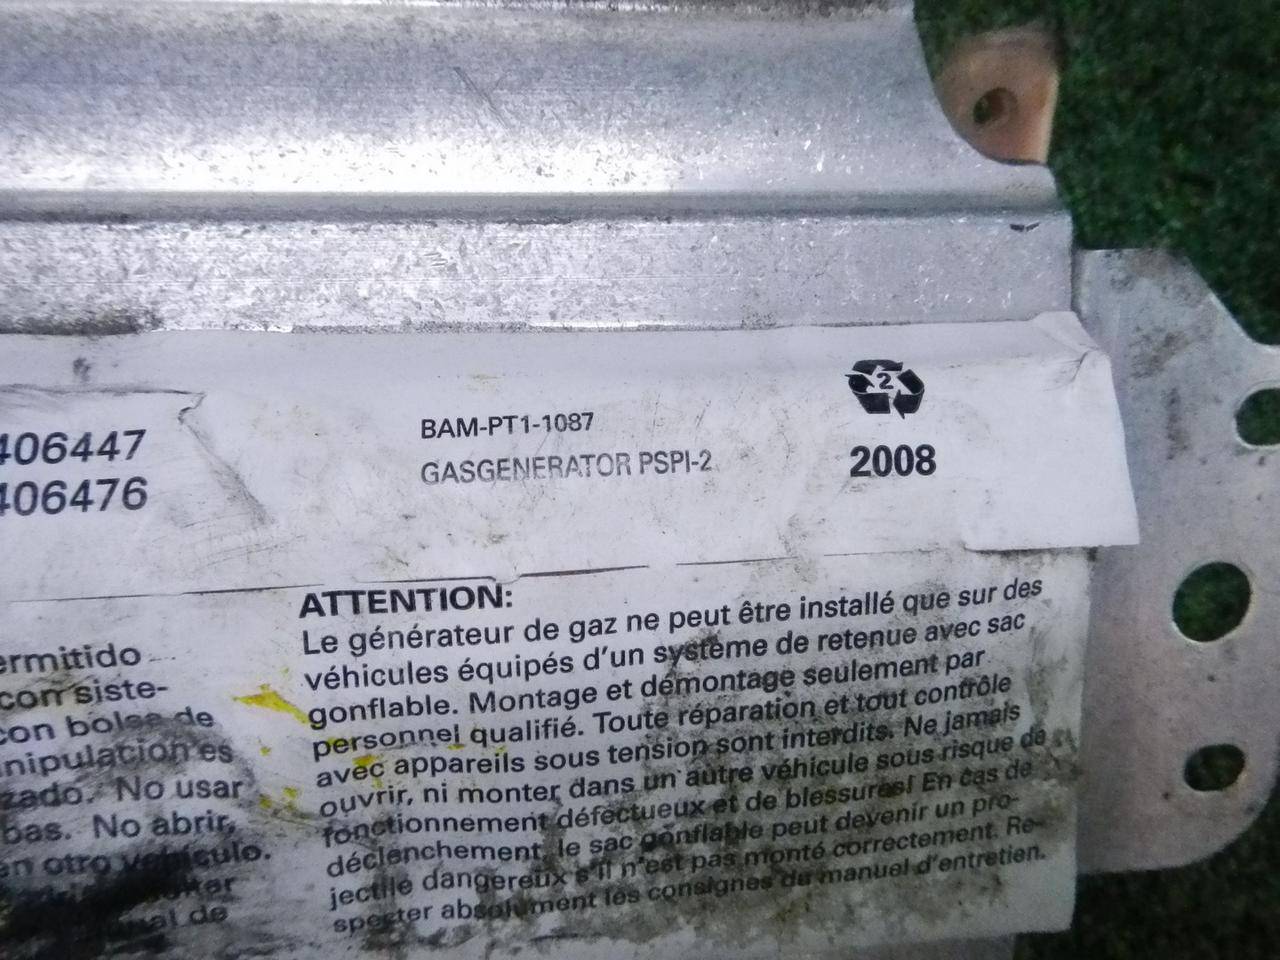 406447
406476
BAM-PT1-1087
GASGENERATOR PSPI-2
2
2008
ermitido
con siste-
con bolsa de
nipulacion es
zado. No usar
bas. No abrir,
en otro vehiculo.
de
ATTENTION:
Le générateur de gaz ne peut être installé que sur des
véhicules équipés d'un système de retenue avec sac
gonflable. Montage et démontage seulement par
personnel qualifié. Toute réparation et tout contrôle
avec appareils sous tension sont interdits. Ne jamais
ouvrir, ni monter dans un autre véhicule sous risque de
fonctionnement défectueux et de blessures! En cas de
déclenchement, le sac gonflable peut devenir un pro-
jectile dangereux s'il n'est pas monté correctement. Re-
specter absolument les consignes du manuel d'entretien.